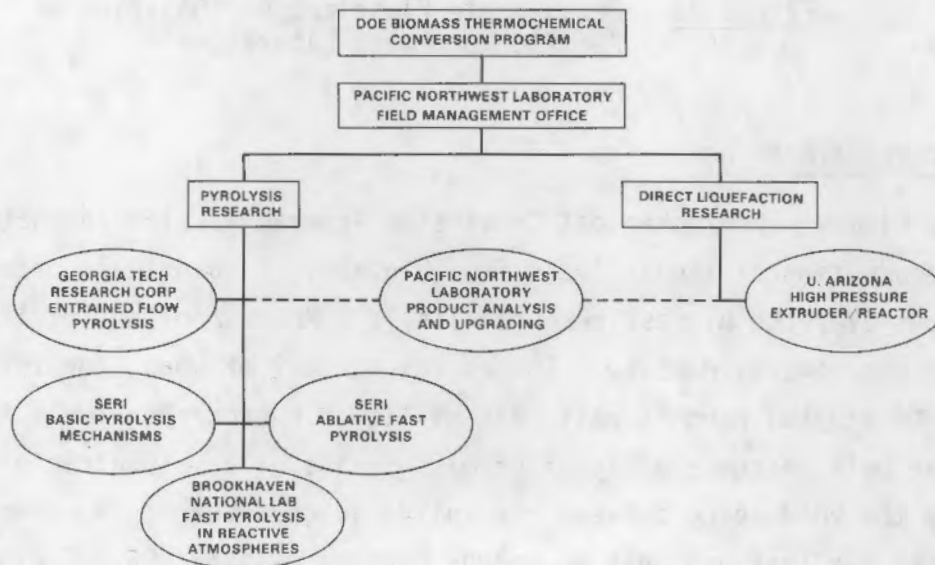 DOE BIOMASS THERMOCHEMICAL
CONVERSION PROGRAM
PACIFIC NORTHWEST LABORATORY
FIELD MANAGEMENT OFFICE
PYROLYSIS
RESEARCH
DIRECT LIQUEFACTION
RESEARCH
GEORGIA TECH
RESEARCH CORP
ENTRAINED FLOW
PYROLYSIS
PACIFIC NORTHWEST
LABORATORY
PRODUCT ANALYSIS
AND UPGRADING
U. ARIZONA
HIGH PRESSURE
EXTRUDER/REACTOR
SERI
BASIC PYROLYSIS
MECHANISMS
SERI
ABLATIVE FAST
PYROLYSIS
BROOKHAVEN
NATIONAL LAB
FAST PYROLYSIS
IN REACTIVE
ATMOSPHERES